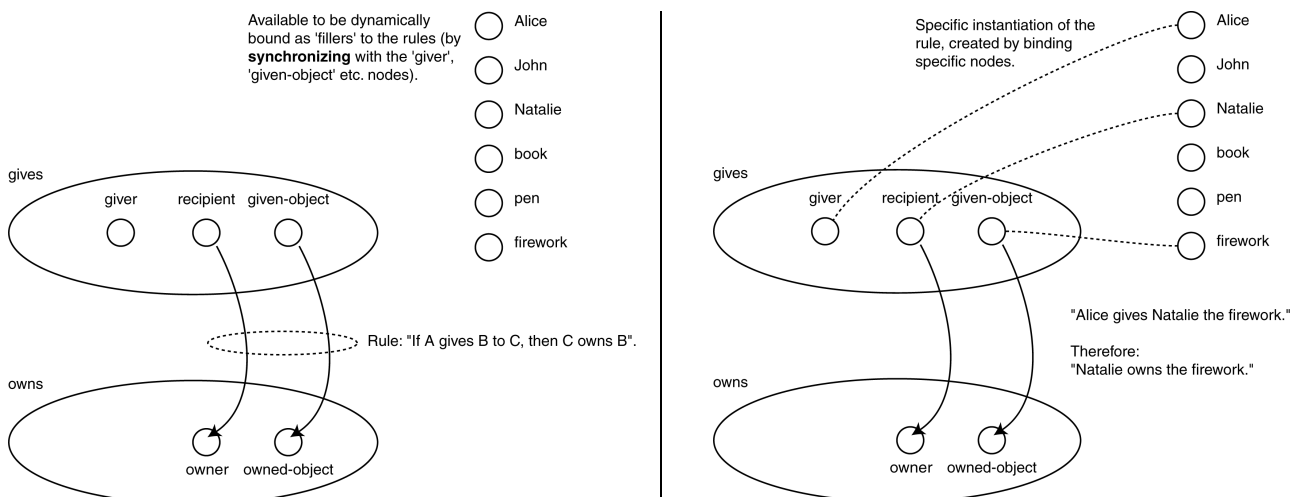 Available to be dynamically
bound as 'fillers' to the rules (by
synchronizing with the 'giver',
'given-object' etc. nodes).
Alice
John
Natalie
book
pen
firework
gives
giver
recipient
given-object
Rule: "If A gives B to C, then C owns B".
owns
owner
owned-object
Specific instantiation of the
rule, created by binding
specific nodes.
Alice
John
Natalie
book
pen
firework
gives
giver
recipient
given-object
"Alice gives Natalie the firework."
Therefore:
"Natalie owns the firework."
owns
owner
owned-object